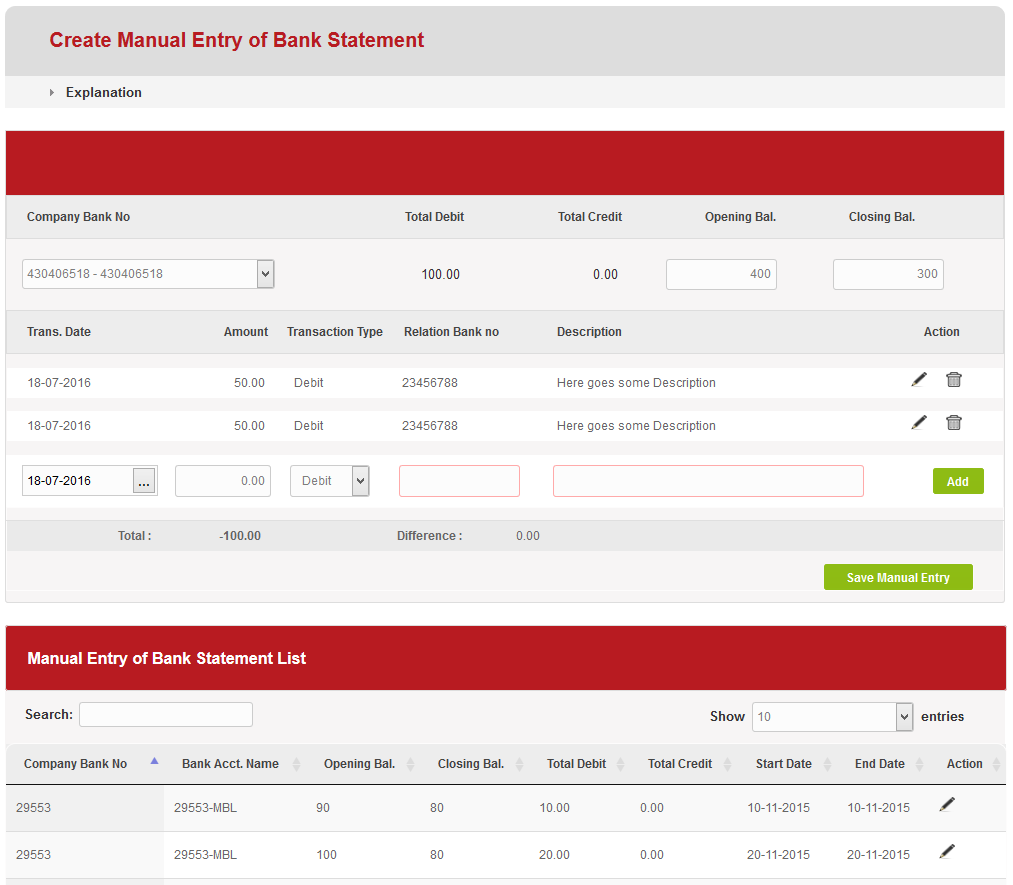 Create Manual Entry of Bank Statement
Explanation
Company Bank No Total Debit Total Credit Opening Bal. Closing Bal.
430406518 - 430406518 100.00 0.00 400 300
Trans. Date Amount Transaction Type Relation Bank no Description Action
18-07-2016 50.00 Debit 23456788 Here goes some Description
18-07-2016 50.00 Debit 23456788 Here goes some Description
18-07-2016 ... 0.00 Debit Add
Total : -100.00 Difference : 0.00
Save Manual Entry
Manual Entry of Bank Statement List
Search: Show 10 entries
Company Bank No Bank Acct. Name Opening Bal. Closing Bal. Total Debit Total Credit Start Date End Date Action
29553 29553-MBL 90 80 10.00 0.00 10-11-2015 10-11-2015
29553 29553-MBL 100 80 20.00 0.00 20-11-2015 20-11-2015